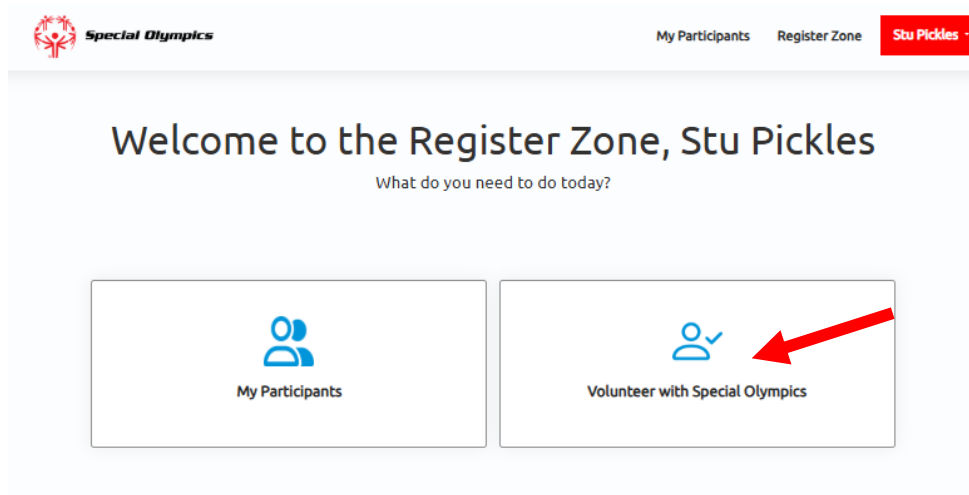 Special Olympics
My Participants Register Zone Stu Pickles
Welcome to the Register Zone, Stu Pickles
What do you need to do today?
My Participants
Volunteer with Special Olympics